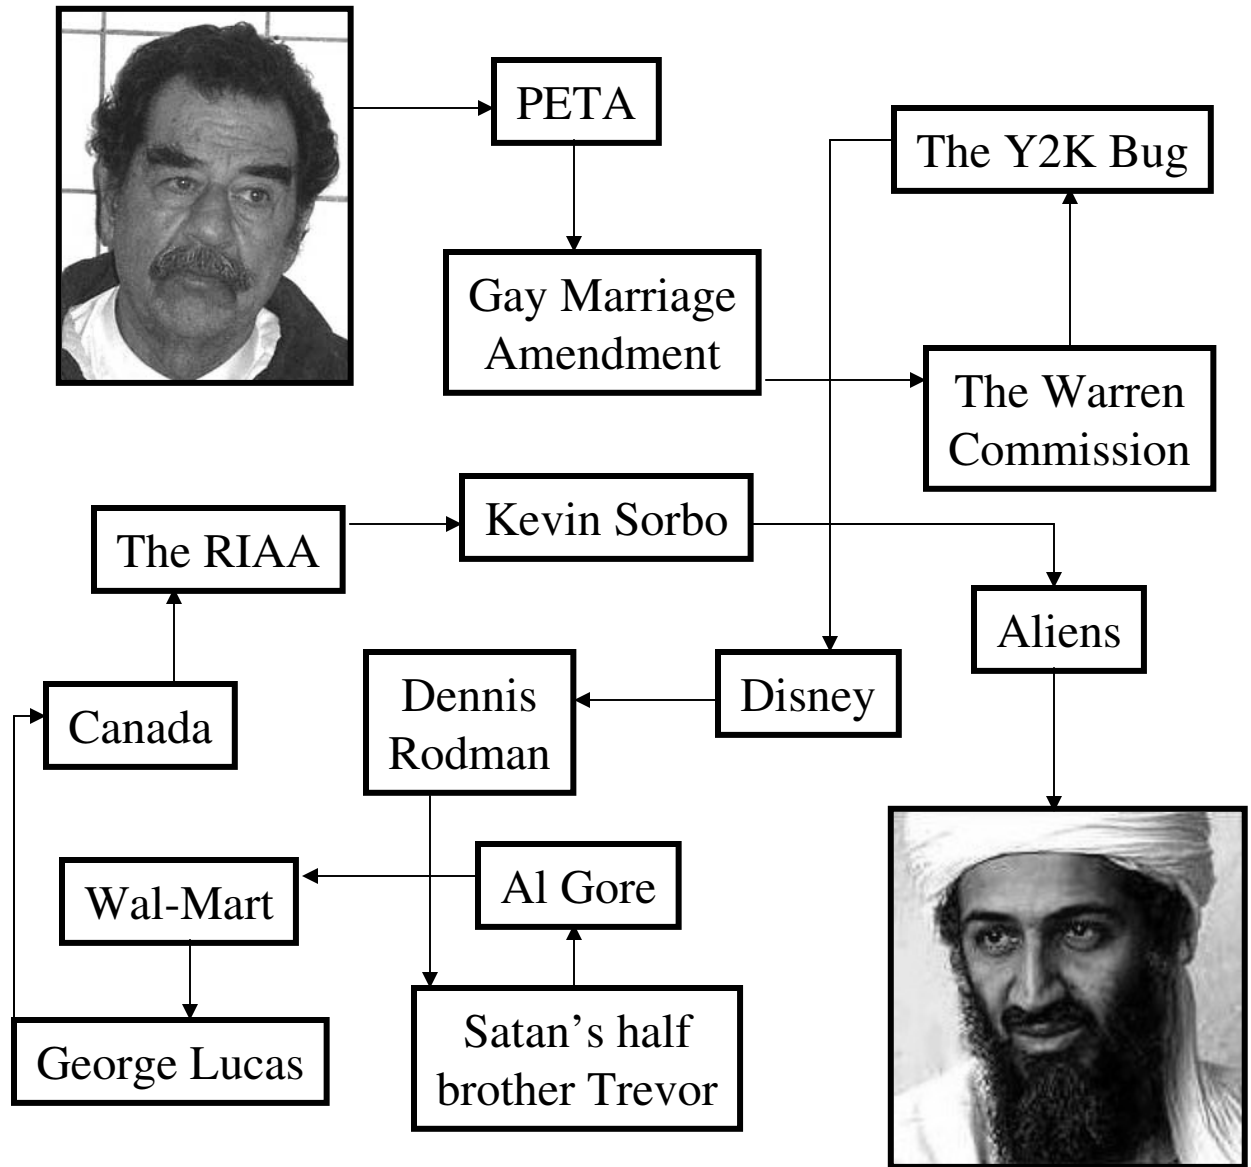 PETA
The Y2K Bug
Gay Marriage
Amendment
The Warren
Commission
Kevin Sorbo
The RIAA
Aliens
Dennis
Rodman
Disney
Canada
Al Gore
Wal-Mart
Satan’s half
brother Trevor
George Lucas